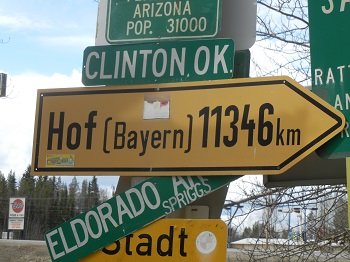 ARIZONA
POP. 31000
CLINTON OK
Hof (Bayern) 11346 km
ELDORADO
SPRIGGS
Stadt